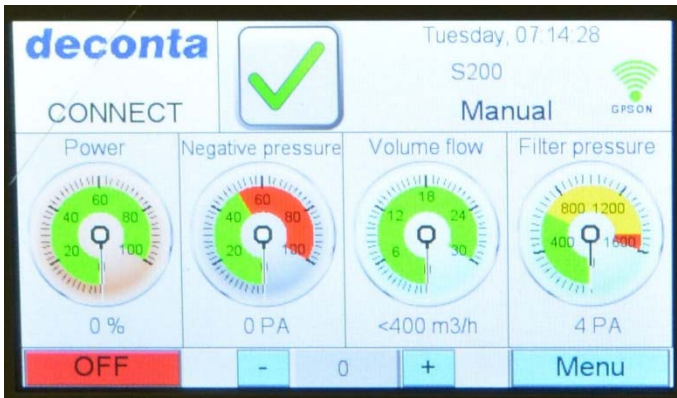 deconta
CONNECT
Tuesday, 07:14:28
S200
Manual
GPS ON
Power
20 40 60 80 100
0 %
Negative pressure
20 40 60 80 100
0 PA
Volume flow
6 12 18 24 30
<400 m3/h
Filter pressure
400 800 1200 1600
4 PA
OFF
- 0 +
Menu